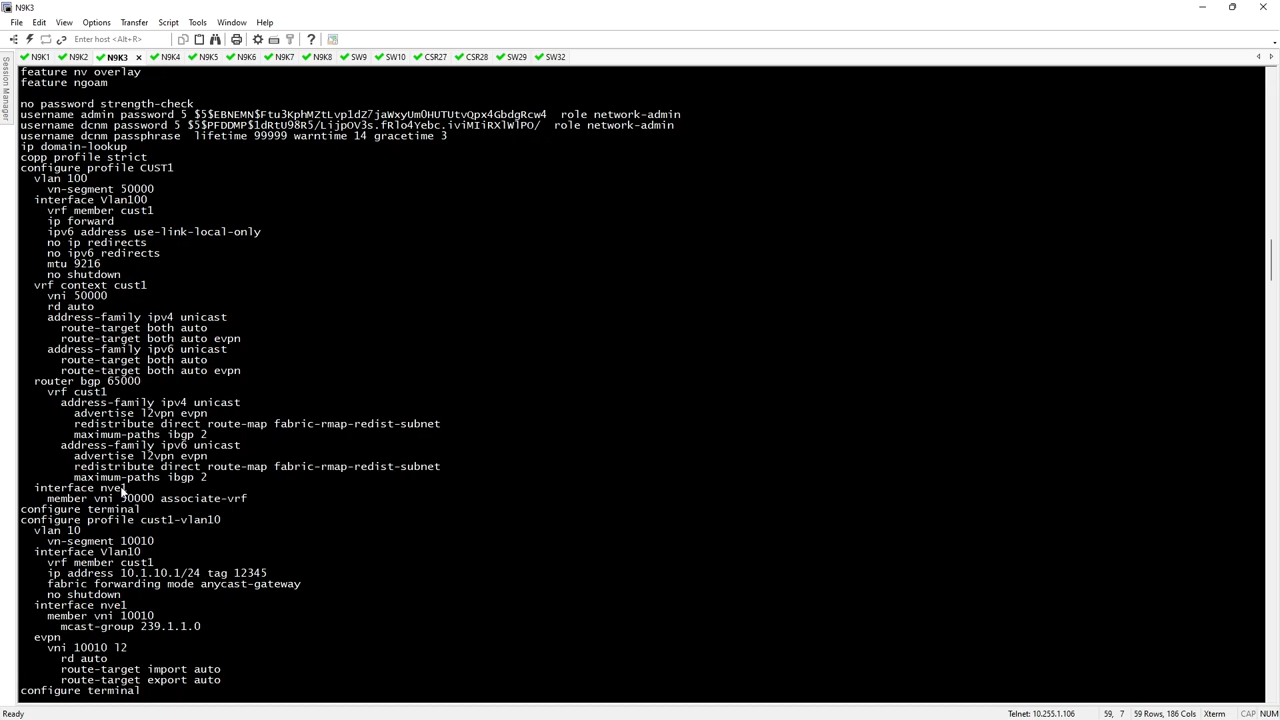 N9K3
File Edit View Options Transfer Script Tools Window Help
Enter host <Alt+R>
N9K1 N9K2 N9K3 × N9K4 N9K5 N9K6 N9K7 N9K8 SW9 SW10 CSR27 CSR28 SW29 SW32
Session Manager
feature nv overlay
feature ngoam
no password strength-check
username admin password 5 $5$EBNEMN$Ftu3KphMZtLvp1dZ7jaWxyUmOHUTUtvQpx4GbdgRcw4  role network-admin
username dcnm password 5 $5$PFDDMP$1dRtU98R5/LijpOV3s.fRlo4Yebc.iviMIiRXlWlPO/  role network-admin
username dcnm passphrase  lifetime 99999 warntime 14 gracetime 3
ip domain-lookup
copp profile strict
configure profile CUST1
  vlan 100
    vn-segment 50000
  interface Vlan100
    vrf member cust1
    ip forward
    ipv6 address use-link-local-only
    no ip redirects
    no ipv6 redirects
    mtu 9216
    no shutdown
  vrf context cust1
    vni 50000
    rd auto
    address-family ipv4 unicast
      route-target both auto
      route-target both auto evpn
    address-family ipv6 unicast
      route-target both auto
      route-target both auto evpn
  router bgp 65000
    vrf cust1
      address-family ipv4 unicast
        advertise l2vpn evpn
        redistribute direct route-map fabric-rmap-redist-subnet
        maximum-paths ibgp 2
      address-family ipv6 unicast
        advertise l2vpn evpn
        redistribute direct route-map fabric-rmap-redist-subnet
        maximum-paths ibgp 2
  interface nve1
    member vni 50000 associate-vrf
configure terminal
configure profile cust1-vlan10
  vlan 10
    vn-segment 10010
  interface Vlan10
    vrf member cust1
    ip address 10.1.10.1/24 tag 12345
    fabric forwarding mode anycast-gateway
    no shutdown
  interface nve1
    member vni 10010
      mcast-group 239.1.1.0
  evpn
    vni 10010 l2
      rd auto
      route-target import auto
      route-target export auto
configure terminal
Ready Telnet: 10.255.1.106 59, 7 59 Rows, 186 Cols Xterm CAP NUM